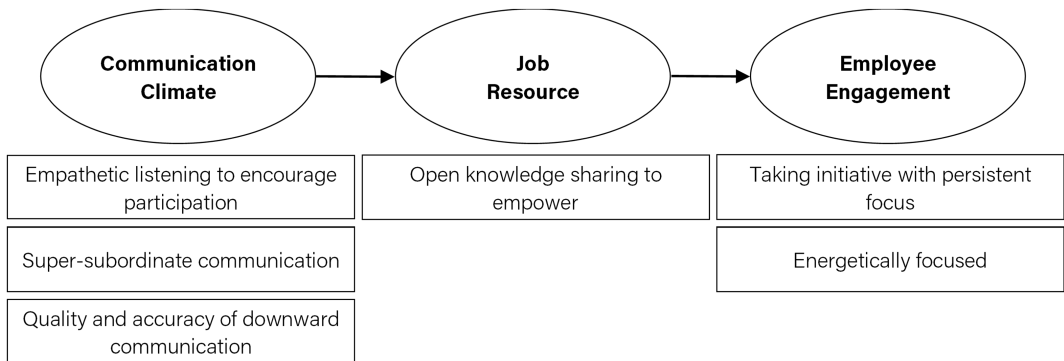 Communication
Climate
Job
Resource
Employee
Engagement
Empathetic listening to encourage
participation
Open knowledge sharing to
empower
Taking initiative with persistent
focus
Super-subordinate communication
Energetically focused
Quality and accuracy of downward
communication